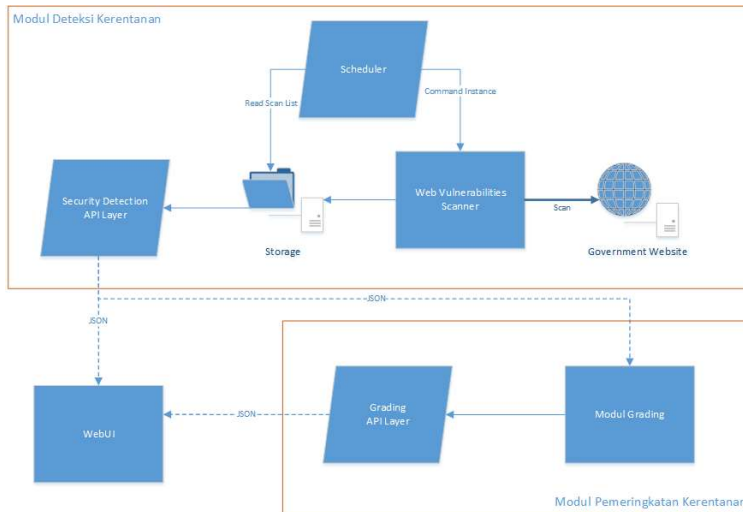 Modul Deteksi Kerentanan
Scheduler
Read Scan List
Command Instance
Security Detection
API Layer
Web Vulnerabilities
Scanner
Scan
Storage
Government Website
JSON
JSON
WebUI
JSON
Grading
API Layer
Modul Grading
Modul Pemeringkatan Kerentanan